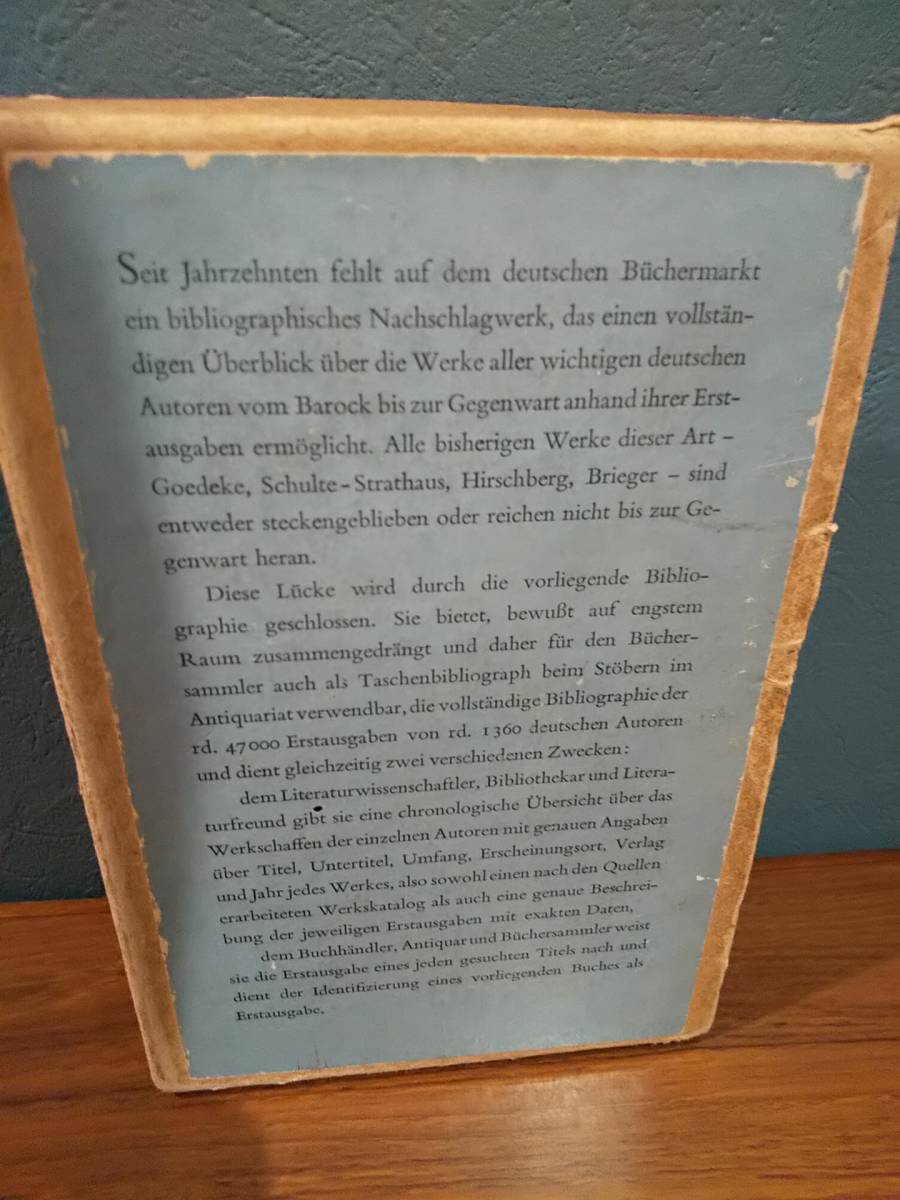 Seit Jahrzehnten fehlt auf dem deutschen Büchermarkt
ein bibliographisches Nachschlagwerk, das einen vollstän-
digen Überblick über die Werke aller wichtigen deutschen
Autoren vom Barock bis zur Gegenwart anhand ihrer Erst-
ausgaben ermöglicht. Alle bisherigen Werke dieser Art –
Goedeke, Schulte-Strathaus, Hirschberg, Brieger – sind
entweder steckengeblieben oder reichen nicht bis zur Ge-
genwart heran.
Diese Lücke wird durch die vorliegende Biblio-
graphie geschlossen. Sie bietet, bewußt auf engstem
Raum zusammengedrängt und daher für den Bücher-
sammler auch als Taschenbibliograph beim Stöbern im
Antiquariat verwendbar, die vollständige Bibliographie der
rd. 47000 Erstausgaben von rd. 1360 deutschen Autoren
und dient gleichzeitig zwei verschiedenen Zwecken:
dem Literaturwissenschaftler, Bibliothekar und Litera-
turfreund gibt sie eine chronologische Übersicht über das
Werkschaffen der einzelnen Autoren mit genauen Angaben
über Titel, Untertitel, Umfang, Erscheinungsort, Verlag
und Jahr jedes Werkes, also sowohl einen nach den Quellen
erarbeiteten Werkskatalog als auch eine genaue Beschrei-
bung der jeweiligen Erstausgaben mit exakten Daten,
dem Buchhändler, Antiquar und Büchersammler weist
sie die Erstausgabe eines jeden gesuchten Titels nach und
dient der Identifizierung eines vorliegenden Buches als
Erstausgabe.